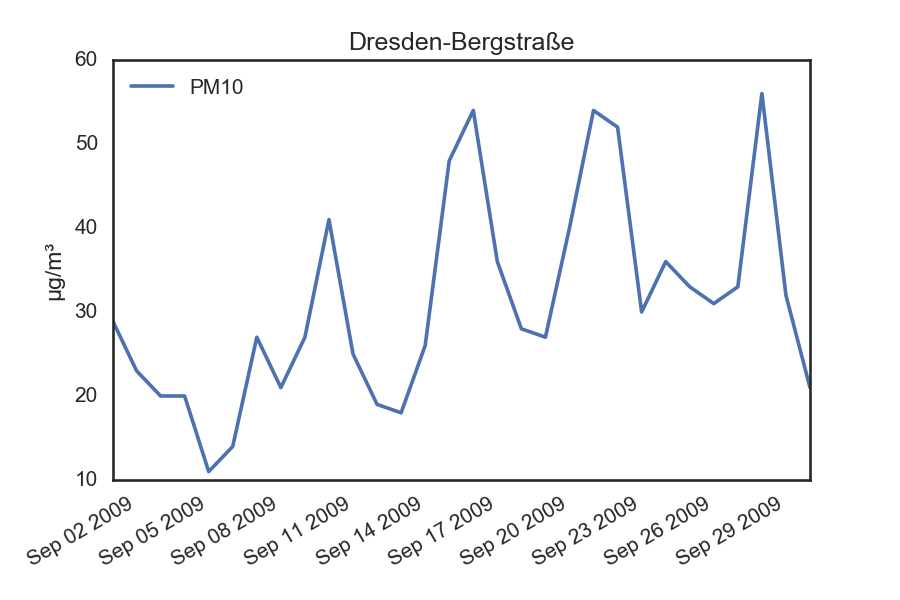 Dresden-Bergstraße
60
PM10
50
40
µg/m³
30
20
10
Sep 02 2009
Sep 05 2009
Sep 08 2009
Sep 11 2009
Sep 14 2009
Sep 17 2009
Sep 20 2009
Sep 23 2009
Sep 26 2009
Sep 29 2009